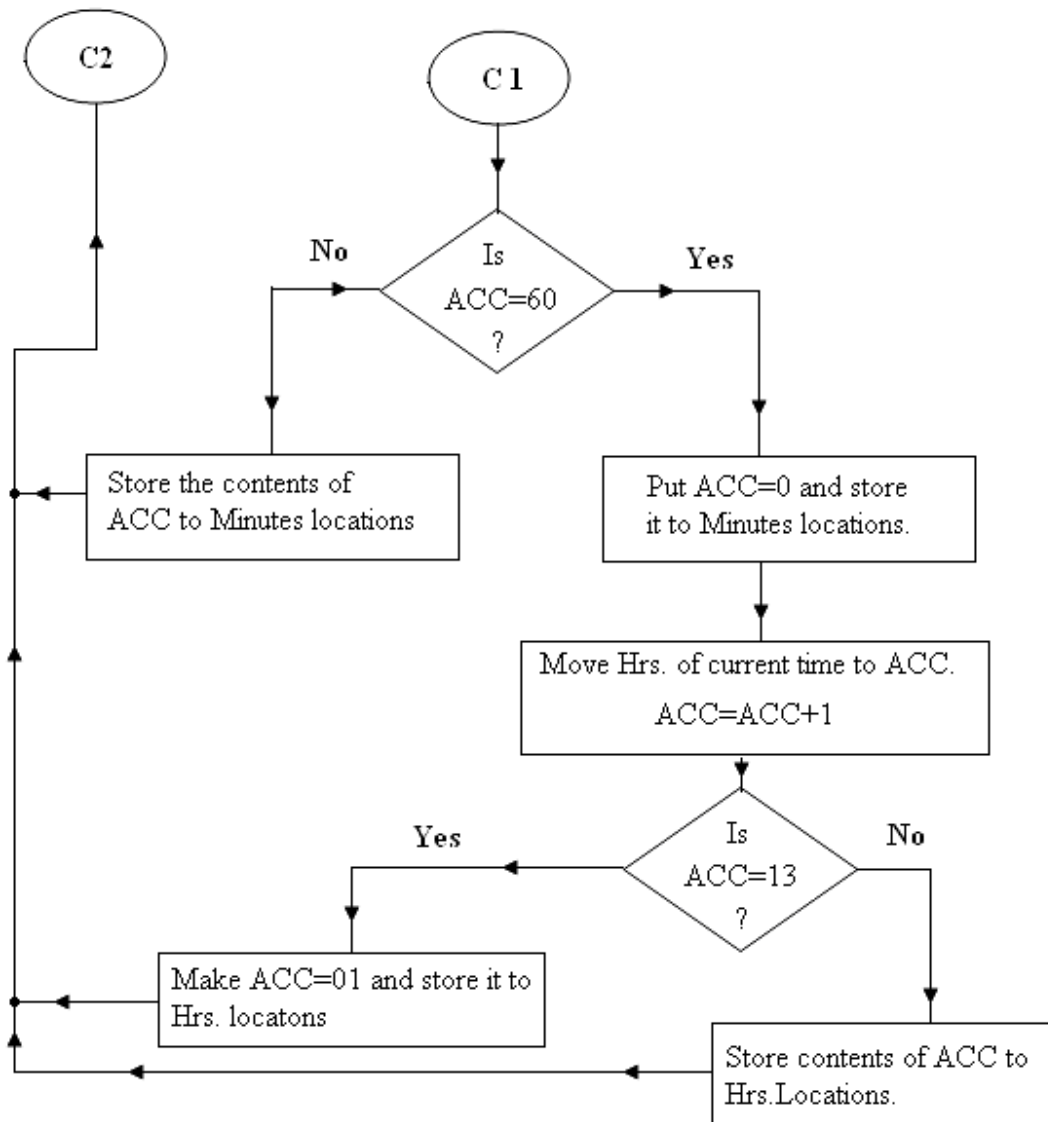 C2
C 1
No
Is
ACC=60
?
Yes
Store the contents of
ACC to Minutes locations
Put ACC=0 and store
it to Minutes locations.
Move Hrs. of current time to ACC.
ACC=ACC+1
Yes
Is
ACC=13
?
No
Make ACC=01 and store it to
Hrs. locatons
Store contents of ACC to
Hrs.Locations.